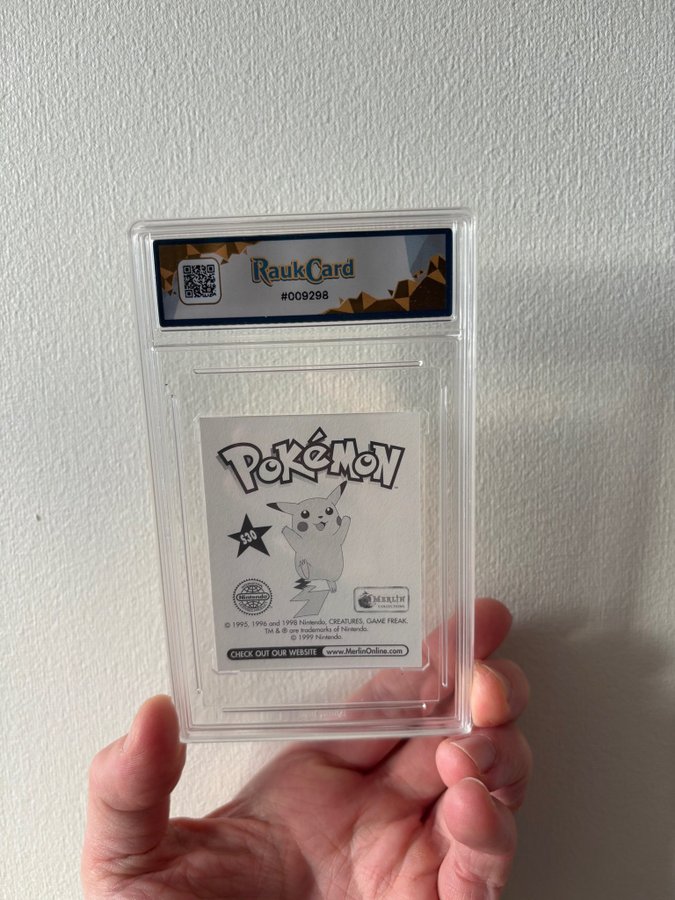 RaukCard
#009298
POKéMON
S30
Nintendo
MERLIN
COLLECTIONS
© 1995, 1996 and 1998 Nintendo, CREATURES, GAME FREAK.
TM & ® are trademarks of Nintendo.
© 1999 Nintendo.
CHECK OUT OUR WEBSITE www.MerlinOnline.com